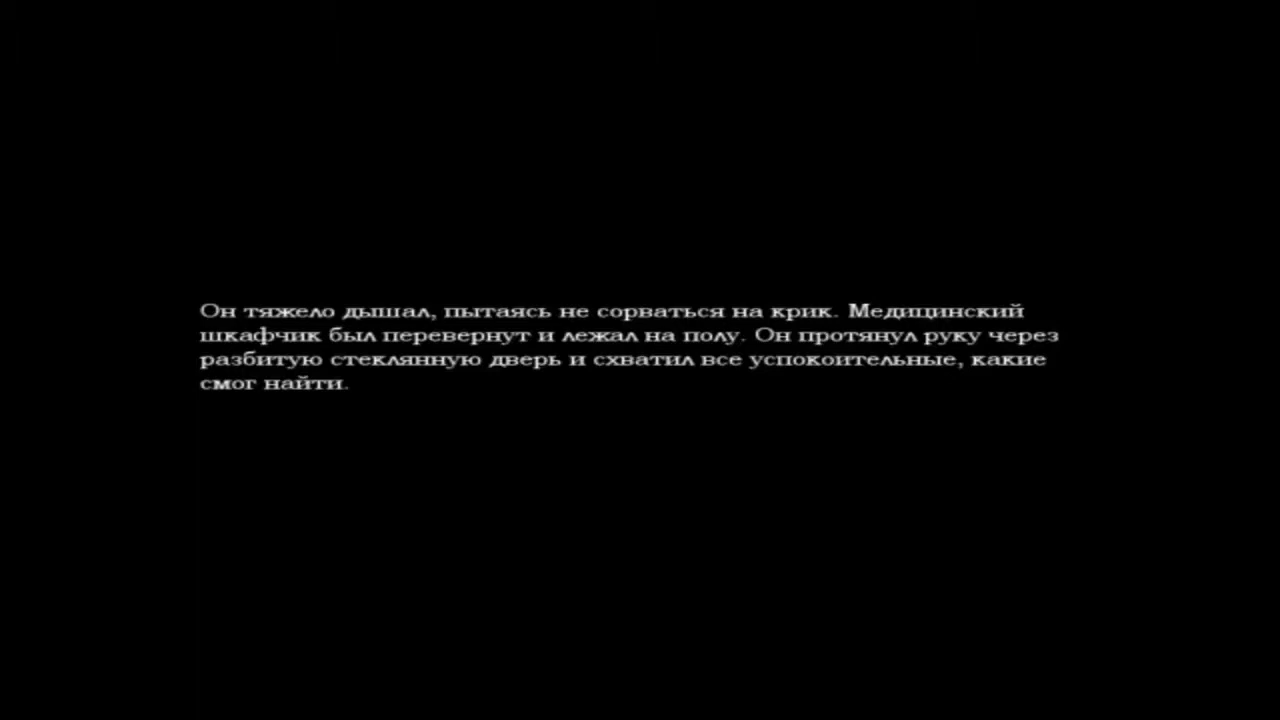 Он тяжело дышал, пытаясь не сорваться на крик. Медицинский
шкафчик был перевернут и лежал на полу. Он протянул руку через
разбитую стеклянную дверь и схватил все успокоительные, какие
смог найти.